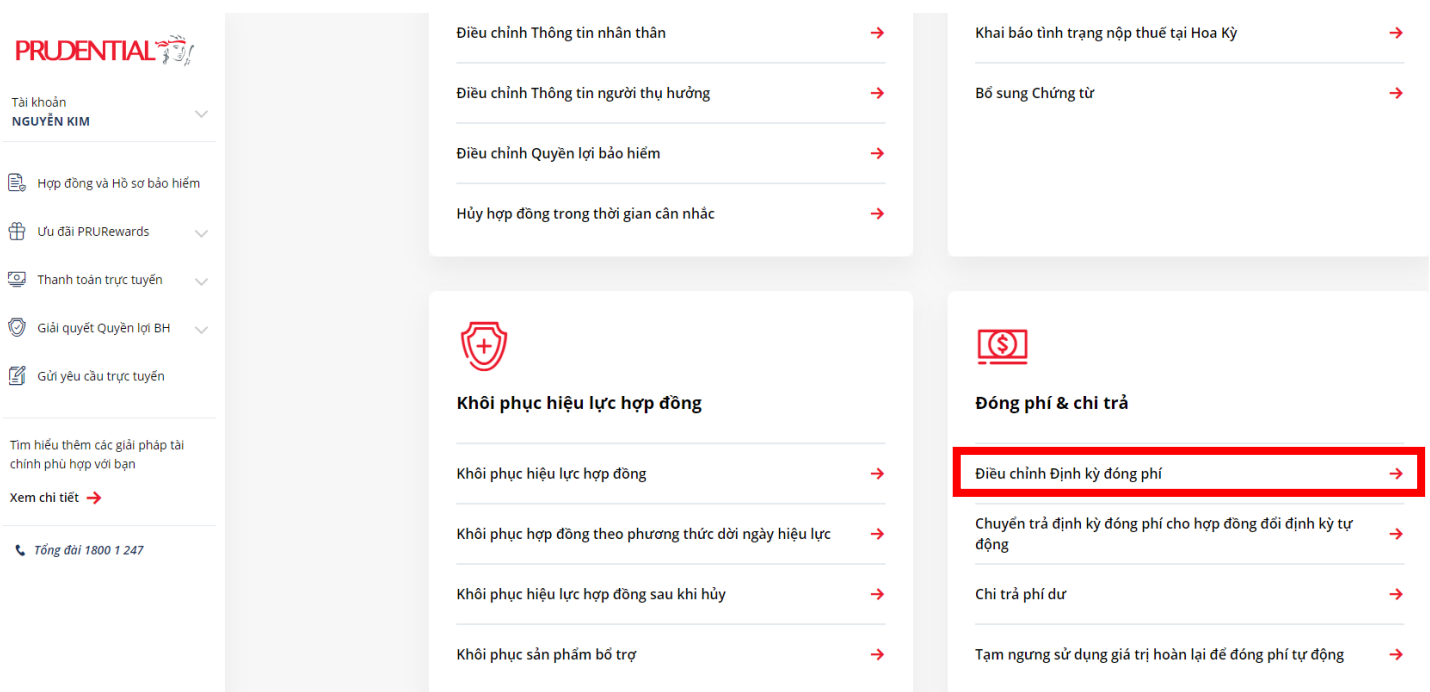 PRUDENTIAL
Tài khoản
NGUYỄN KIM
Hợp đồng và Hồ sơ bảo hiểm
Ưu đãi PRURewards
Thanh toán trực tuyến
Giải quyết Quyền lợi BH
Gửi yêu cầu trực tuyến
Tìm hiểu thêm các giải pháp tài
chính phù hợp với bạn
Xem chi tiết
Tổng đài 1800 1 247
Điều chỉnh Thông tin nhân thân
Điều chỉnh Thông tin người thụ hưởng
Điều chỉnh Quyền lợi bảo hiểm
Hủy hợp đồng trong thời gian cân nhắc
Khai báo tình trạng nộp thuế tại Hoa Kỳ
Bổ sung Chứng từ
Khôi phục hiệu lực hợp đồng
Khôi phục hiệu lực hợp đồng
Khôi phục hợp đồng theo phương thức dời ngày hiệu lực
Khôi phục hiệu lực hợp đồng sau khi hủy
Khôi phục sản phẩm bổ trợ
Đóng phí & chi trả
Điều chỉnh Định kỳ đóng phí
Chuyển trả định kỳ đóng phí cho hợp đồng đổi định kỳ tự
động
Chi trả phí dư
Tạm ngưng sử dụng giá trị hoàn lại để đóng phí tự động